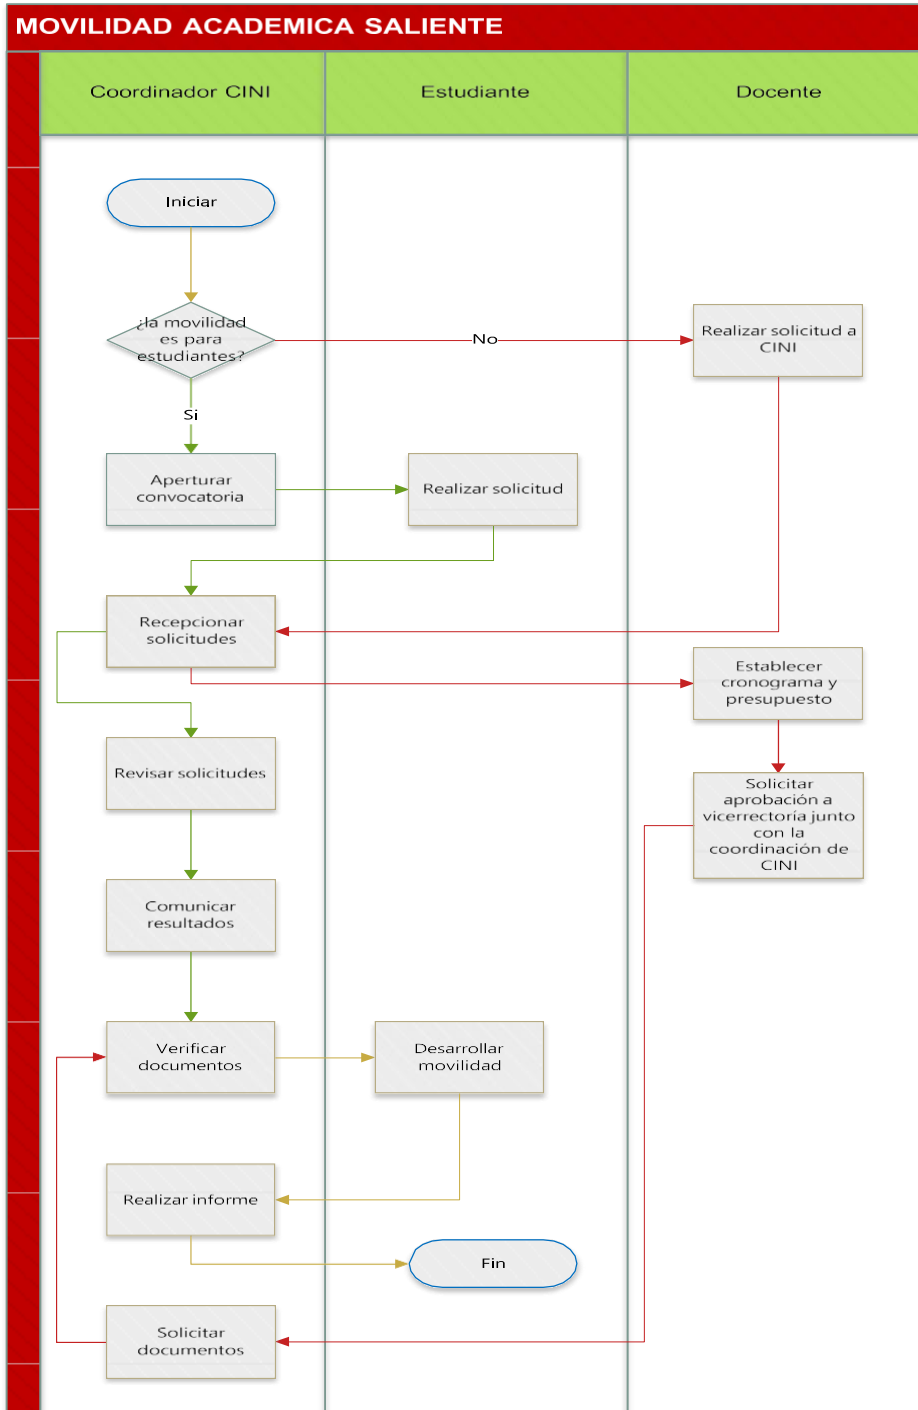 MOVILIDAD ACADEMICA SALIENTE
Coordinador CINI
Estudiante
Docente
Iniciar
¿la movilidad
es para
estudiantes?
No
Realizar solicitud a
CINI
Si
Aperturar
convocatoria
Realizar solicitud
Recepcionar
solicitudes
Establecer
cronograma y
presupuesto
Revisar solicitudes
Solicitar
aprobación a
vicerrectoría junto
con la
coordinación de
CINI
Comunicar
resultados
Verificar
documentos
Desarrollar
movilidad
Realizar informe
Fin
Solicitar
documentos